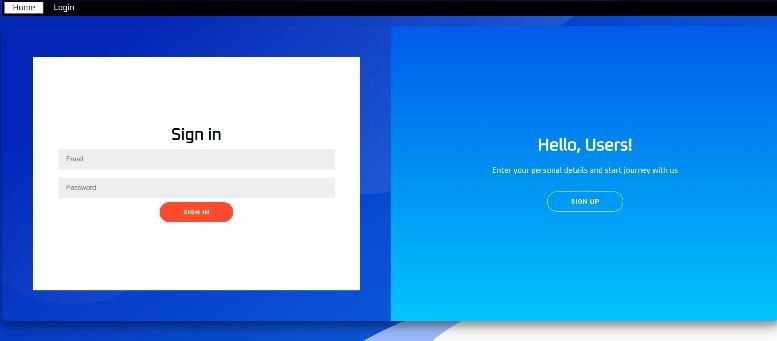 Home Login
Sign in
Email
Password
SIGN IN
Hello, Users!
Enter your personal details and start journey with us
SIGN UP